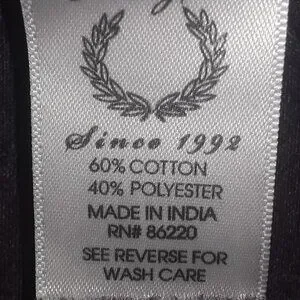 Since 1992
60% COTTON
40% POLYESTER
MADE IN INDIA
RN# 86220
SEE REVERSE FOR
WASH CARE